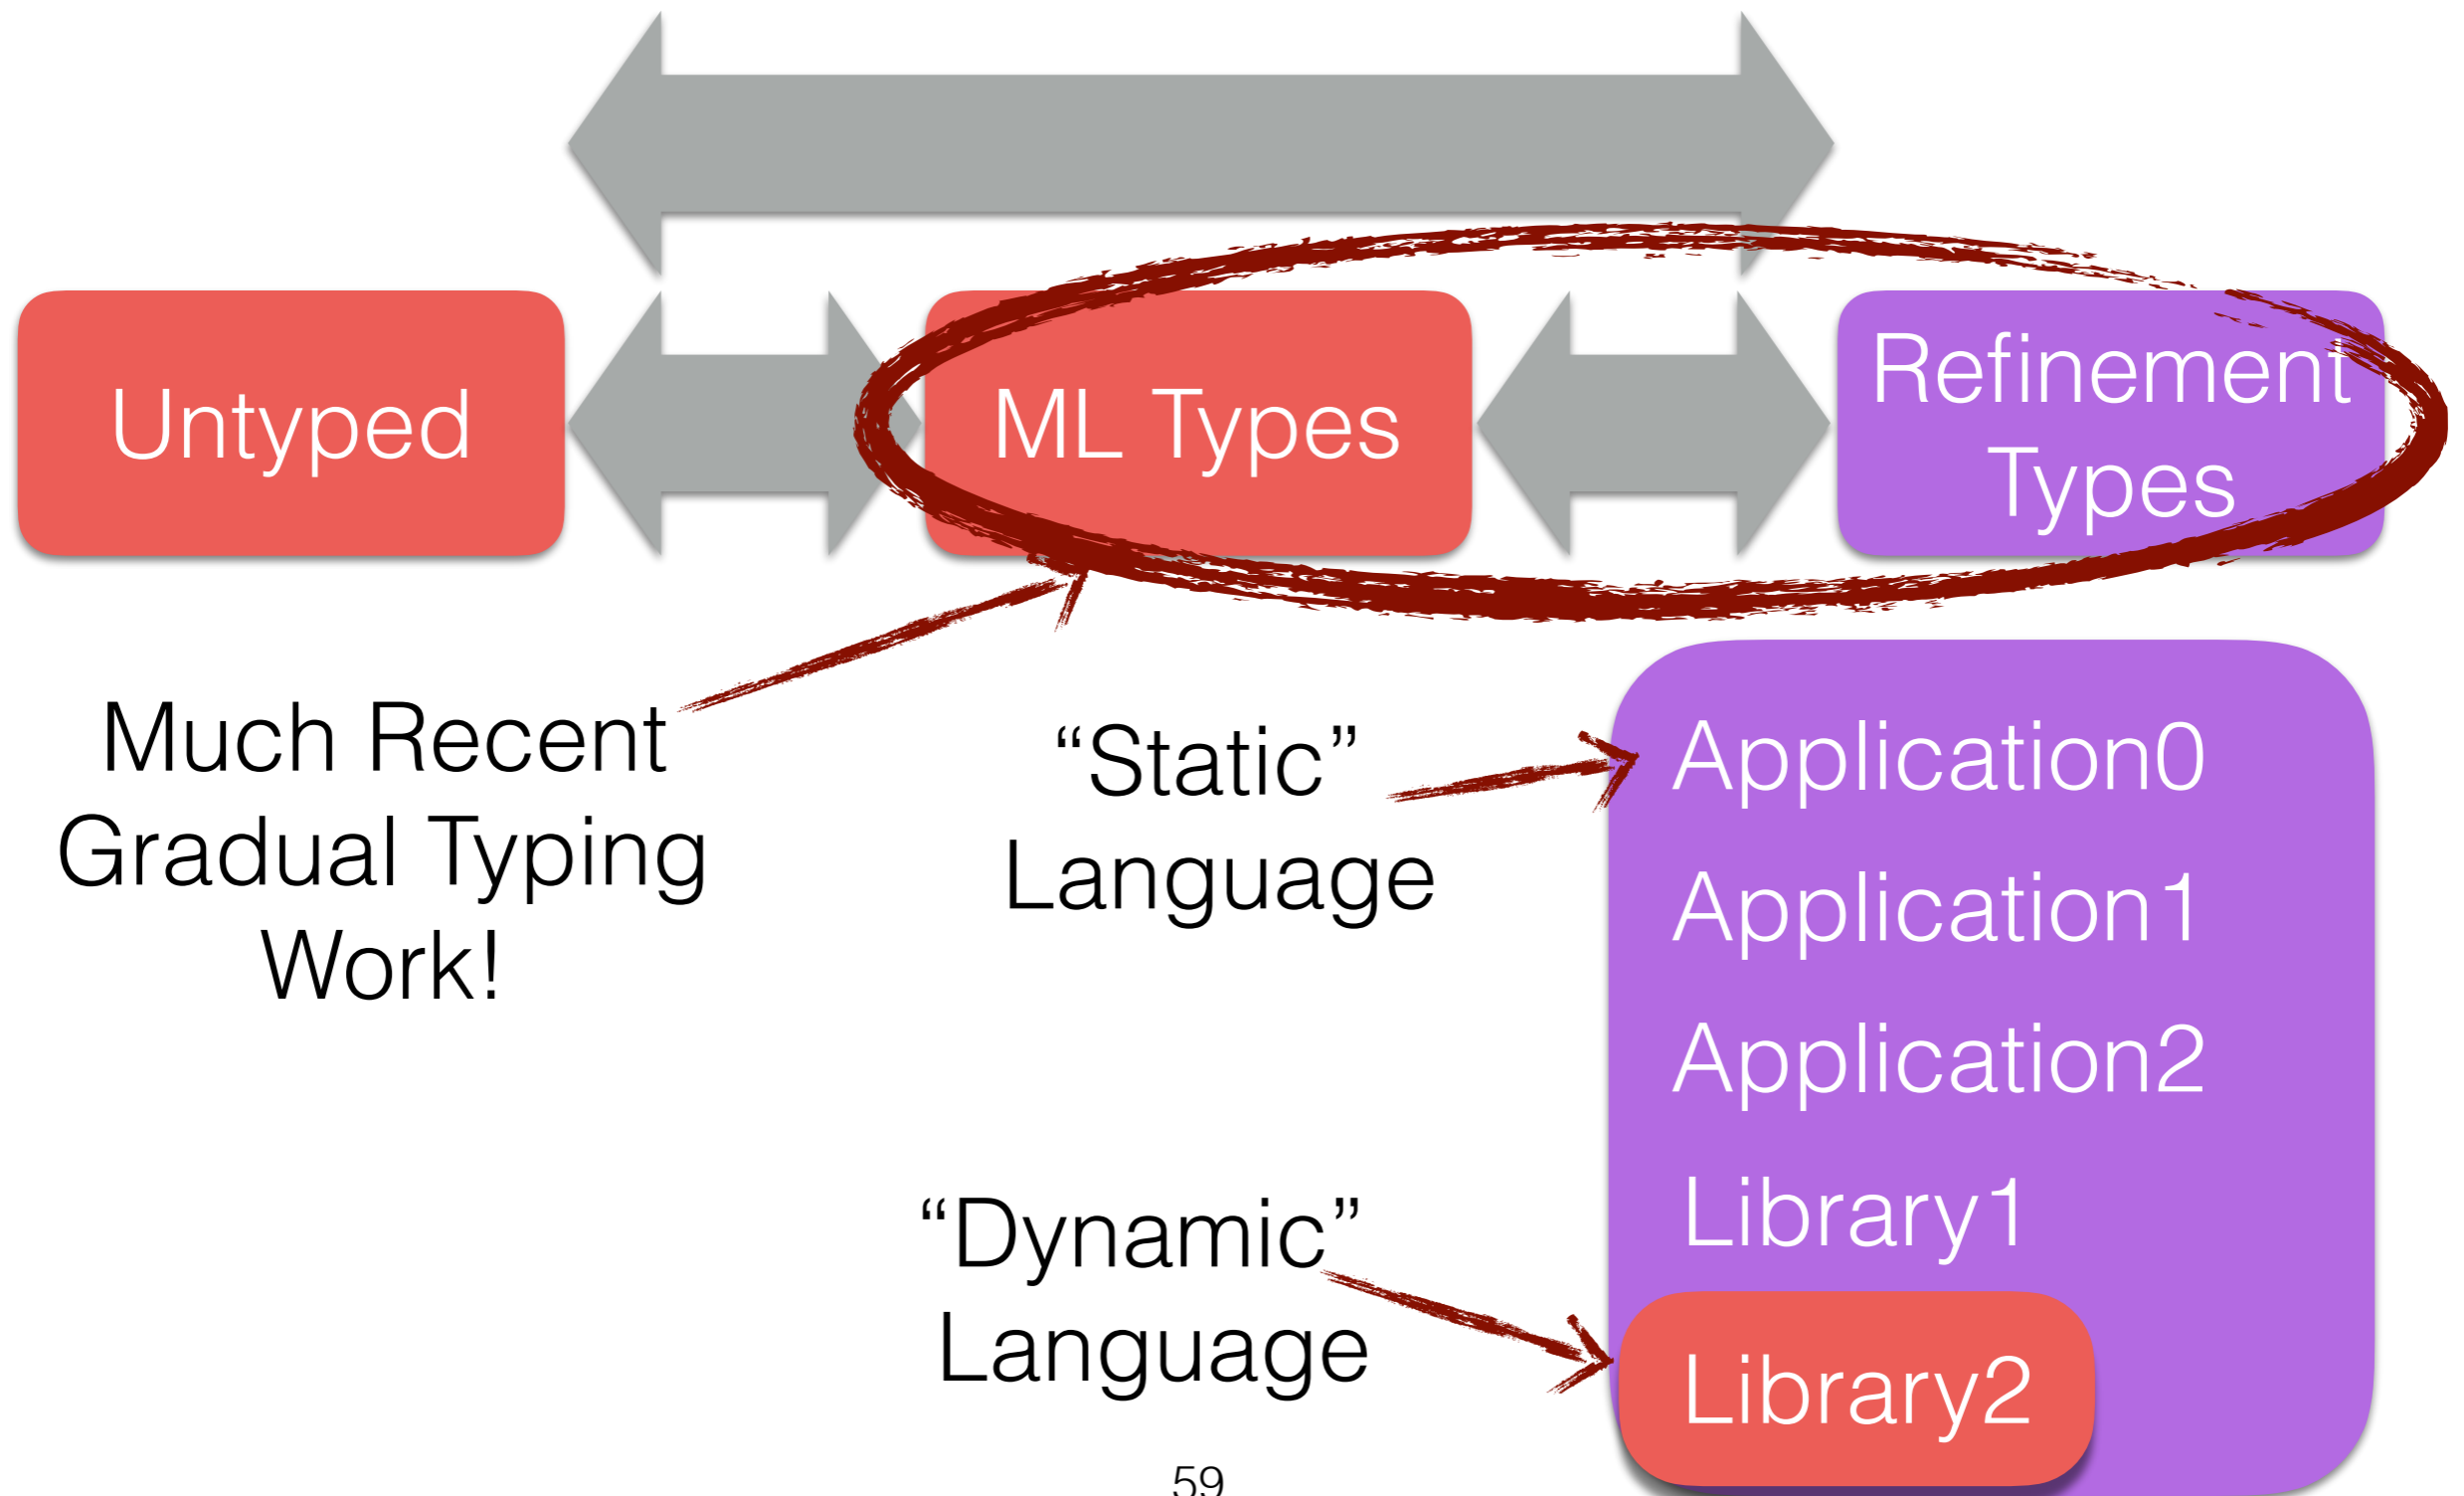 Untyped
ML Types
Refinement
Types
Much Recent
Gradual Typing
Work!
“Static”
Language
“Dynamic”
Language
Application0
Application1
Application2
Library1
Library2
59